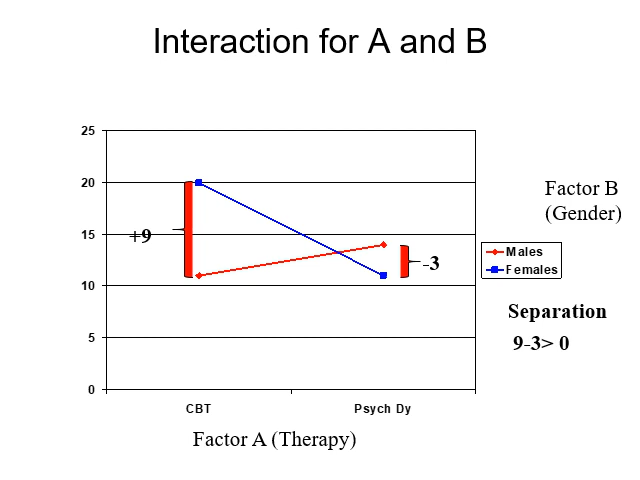 Interaction for A and B
25
20
15
10
5
0
+9
-3
CBT
Psych Dy
Factor A (Therapy)
Factor B
(Gender)
Males
Females
Separation
9-3> 0